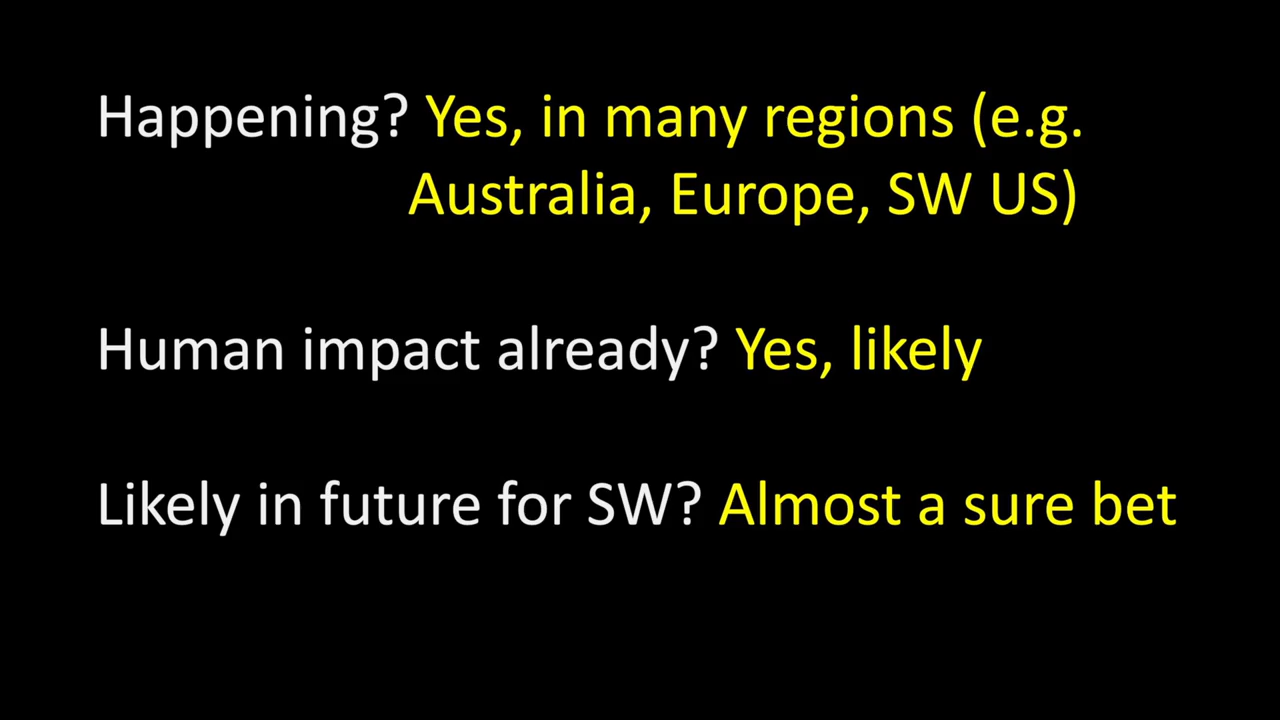 Happening? Yes, in many regions (e.g.
Australia, Europe, SW US)
Human impact already? Yes, likely
Likely in future for SW? Almost a sure bet